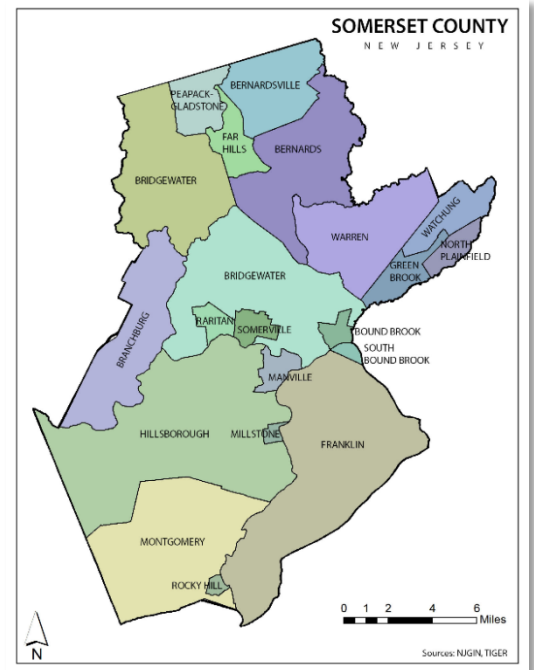 SOMERSET COUNTY
NEW JERSEY
BERNARDSVILLE
PEAPACK-
GLADSTONE
FAR
HILLS
BERNARDS
BRIDGEWATER
WATCHUNG
WARREN
NORTH
PLAINFIELD
GREEN
BROOK
BRIDGEWATER
RARITAN
SOMERVILLE
BOUND BROOK
BRANCHBURG
SOUTH
BOUND BROOK
MANVILLE
HILLSBOROUGH
MILLSTONE
FRANKLIN
MONTGOMERY
ROCKY HILL
0 1 2 4 6
Miles
N
Sources: NJGIN, TIGER